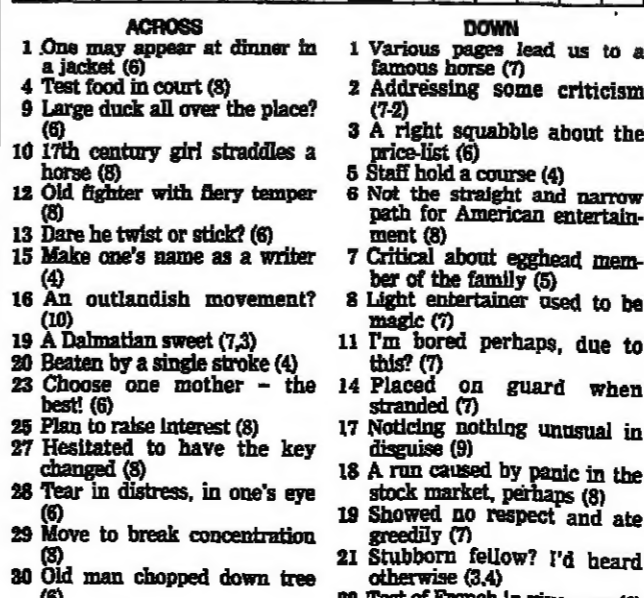 ACROSS
1 One may appear at dinner in
a jacket (6)
4 Test food in court (8)
9 Large duck all over the place?
(6)
10 17th century girl straddles a
horse (8)
12 Old fighter with fiery temper
(8)
13 Dare he twist or stick? (6)
15 Make one's name as a writer
(4)
16 An outlandish movement?
(10)
19 A Dalmatian sweet (7,3)
20 Beaten by a single stroke (4)
23 Choose one mother – the
best! (6)
25 Plan to raise interest (8)
27 Hesitated to have the key
changed (8)
28 Tear in distress, in one's eye
(6)
29 Move to break concentration
(8)
30 Old man chopped down tree
(6)
DOWN
1 Various pages lead us to a
famous horse (7)
2 Addressing some criticism
(7-2)
3 A right squabble about the
price-list (6)
5 Staff hold a course (4)
6 Not the straight and narrow
path for American entertain-
ment (8)
7 Critical about egghead mem-
ber of the family (5)
8 Light entertainer used to be
magic (7)
11 I'm bored perhaps, due to
this? (7)
14 Placed on guard when
stranded (7)
17 Noticing nothing unusual in
disguise (9)
18 A run caused by panic in the
stock market, perhaps (8)
19 Showed no respect and ate
greedily (7)
21 Stubborn fellow? I'd heard
otherwise (3,4)
of French in